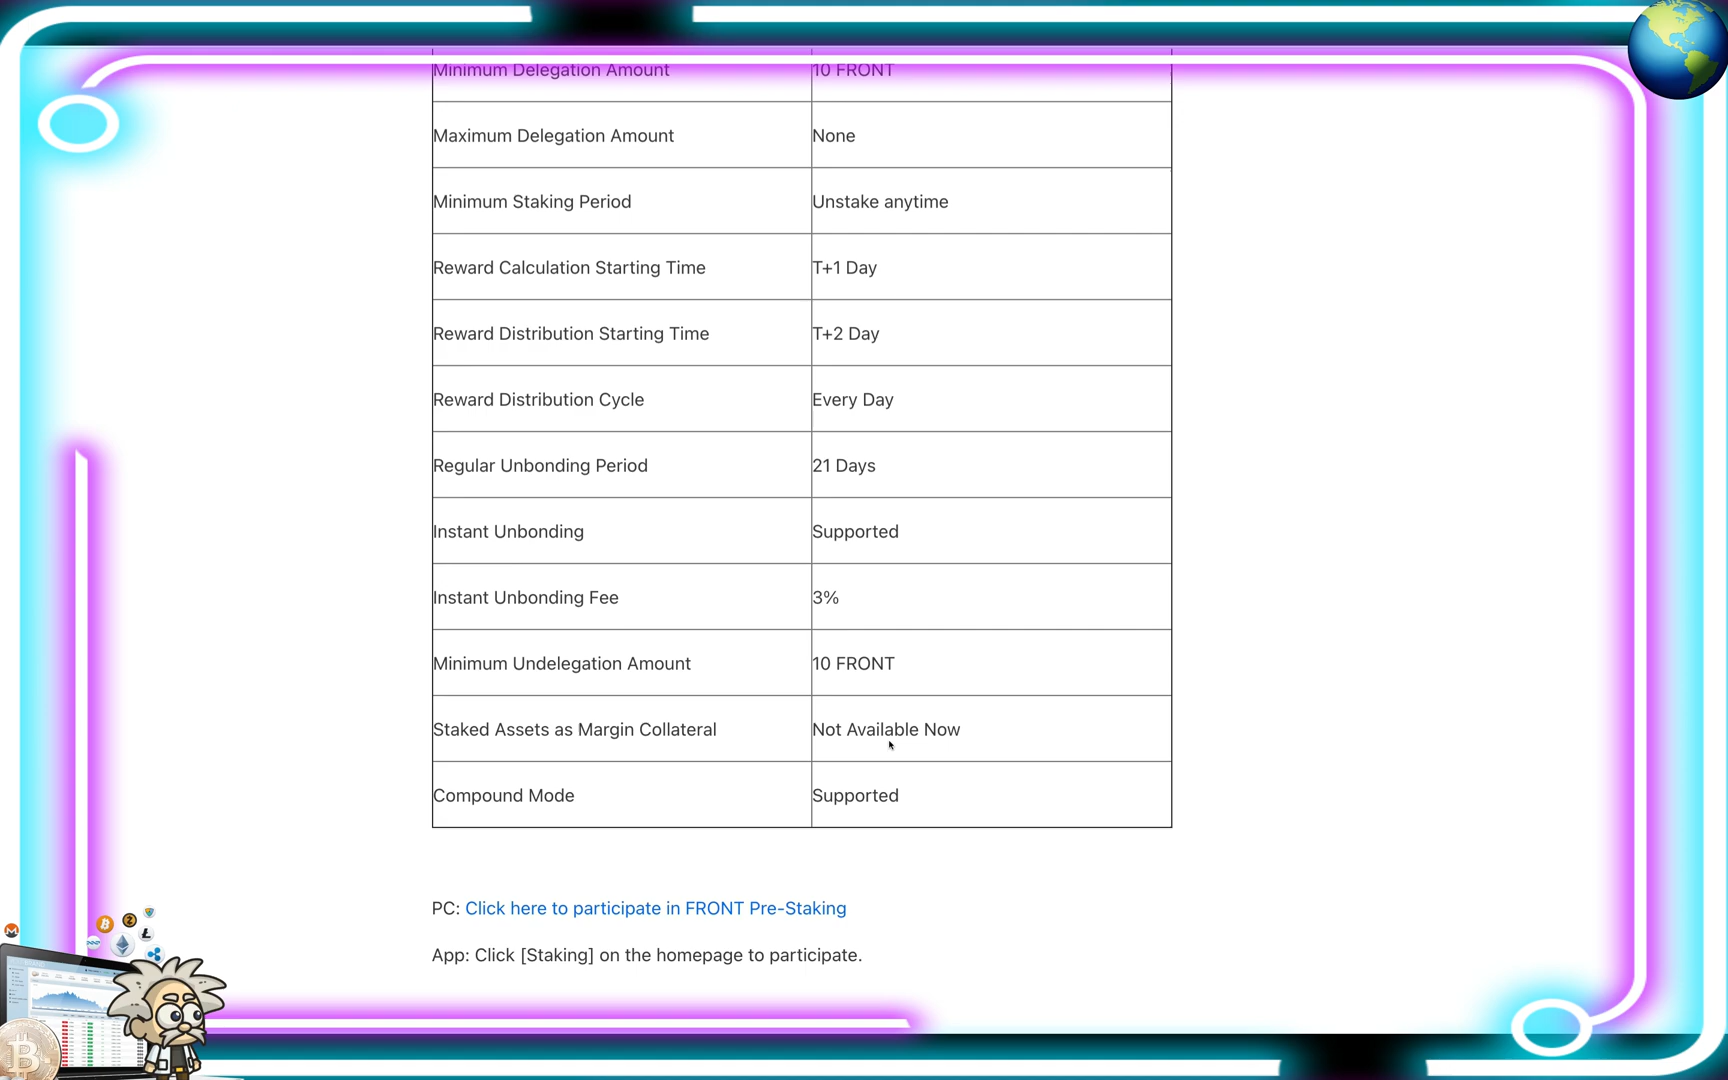 Minimum Delegation Amount 10 FRONT
Maximum Delegation Amount None
Minimum Staking Period Unstake anytime
Reward Calculation Starting Time T+1 Day
Reward Distribution Starting Time T+2 Day
Reward Distribution Cycle Every Day
Regular Unbonding Period 21 Days
Instant Unbonding Supported
Instant Unbonding Fee 3%
Minimum Undelegation Amount 10 FRONT
Staked Assets as Margin Collateral Not Available Now
Compound Mode Supported
PC: Click here to participate in FRONT Pre-Staking
App: Click [Staking] on the homepage to participate.